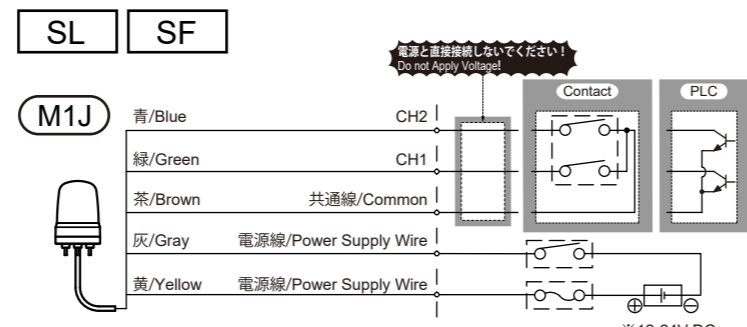 SL SF
電源と直接接続しないでください！
Do not Apply Voltage!
Contact
PLC
M1J
青/Blue CH2
緑/Green CH1
茶/Brown 共通線/Common
灰/Gray 電源線/Power Supply Wire
黄/Yellow 電源線/Power Supply Wire